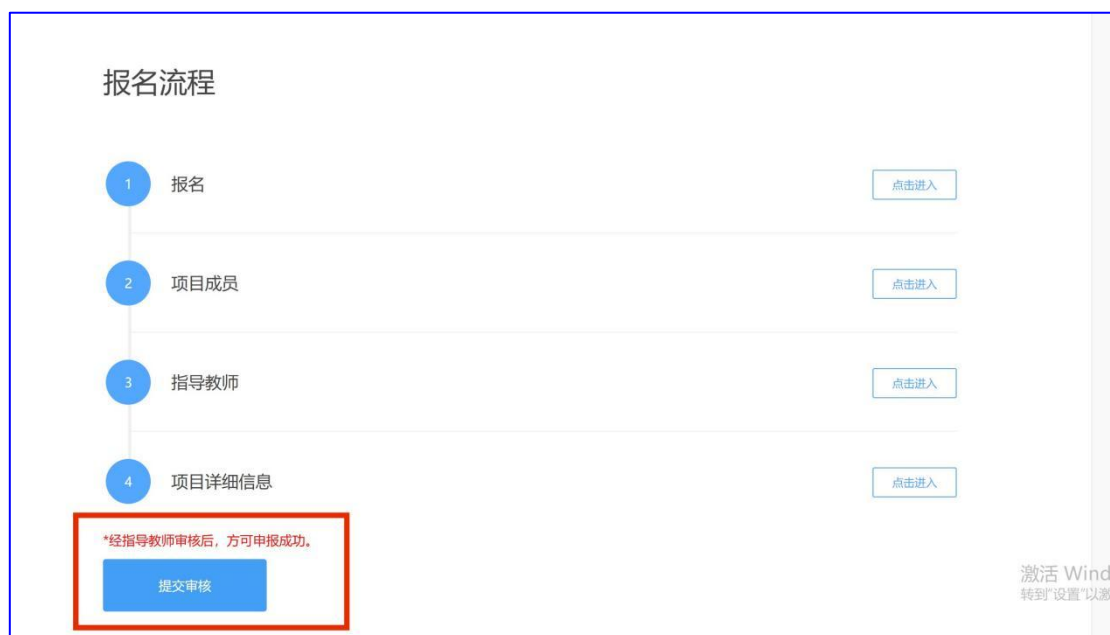 报名流程
1 报名 点击进入
2 项目成员 点击进入
3 指导教师 点击进入
4 项目详细信息 点击进入
*经指导教师审核后，方可申报成功。
提交审核
激活 Wind
转到"设置"以激